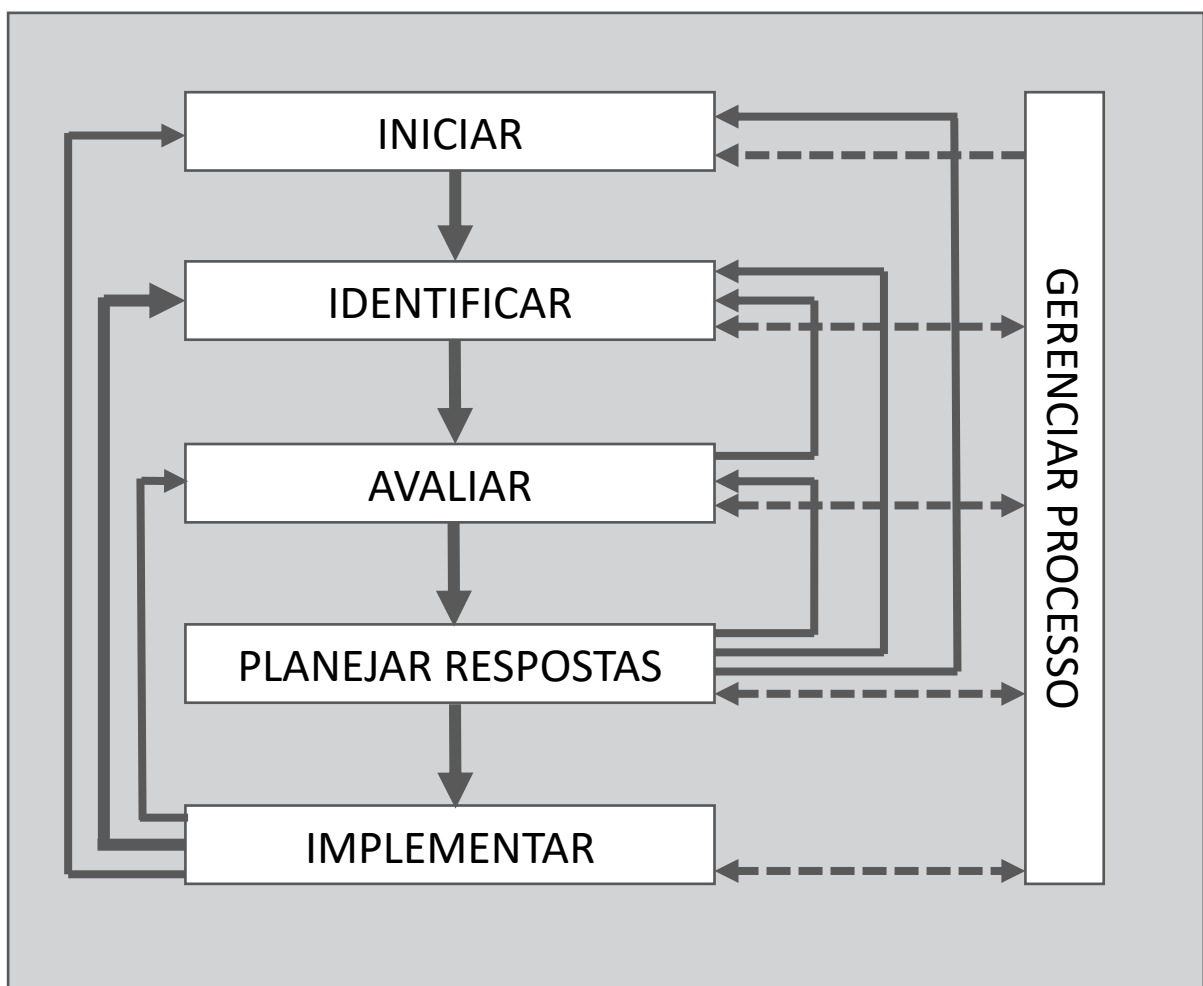 INICIAR
IDENTIFICAR
AVALIAR
PLANEJAR RESPOSTAS
IMPLEMENTAR
GERENCIAR PROCESSO